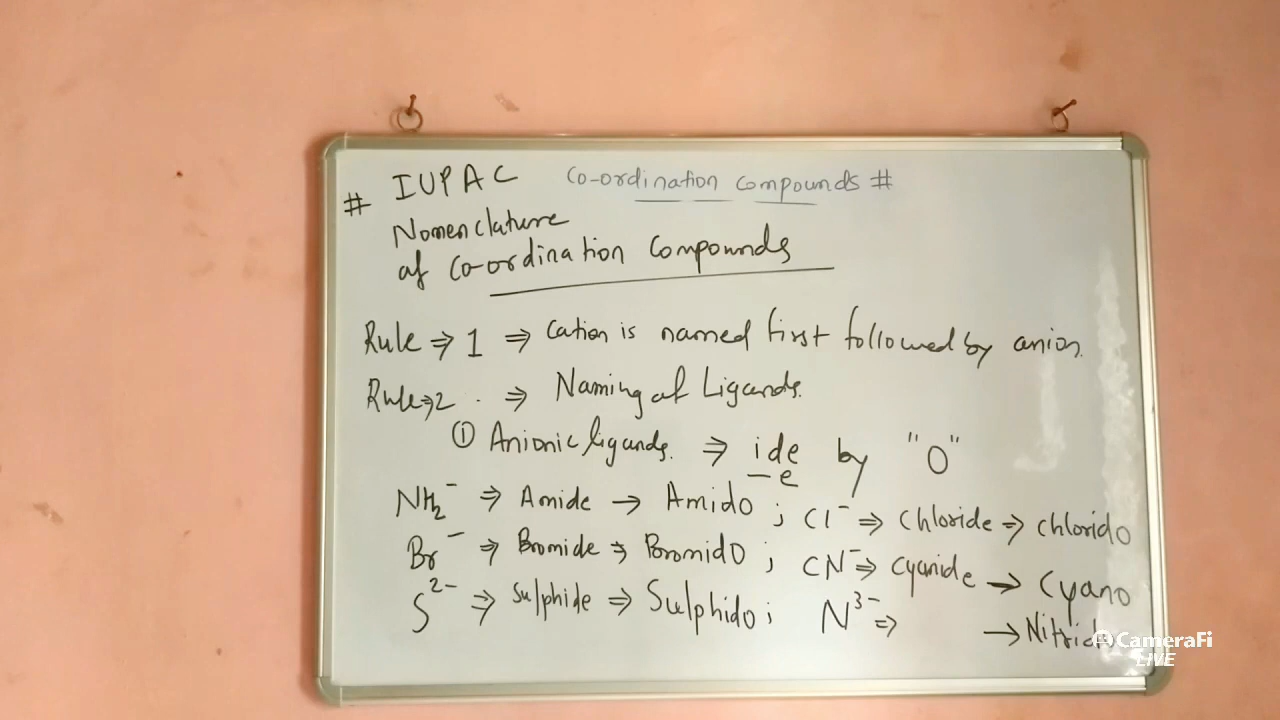 # IUPAC Co-ordination Compounds #
Nomenclature
of Co-ordination Compounds
Rule ⇒ 1 ⇒ Cation is named first followed by anion.
Rule ⇒ 2 . ⇒ Naming of Ligands.
① Anionic ligands. ⇒ ide by "O"
– e
NH₂⁻ ⇒ Amide → Amido ; Cl⁻ ⇒ Chloride ⇒ chlorido
Br⁻ ⇒ Bromide ⇒ Bromido ; CN⁻ ⇒ Cyanide → Cyano
S²⁻ ⇒ Sulphide ⇒ Sulphido ; N³⁻ ⇒ → Nitrido
CameraFi
LIVE